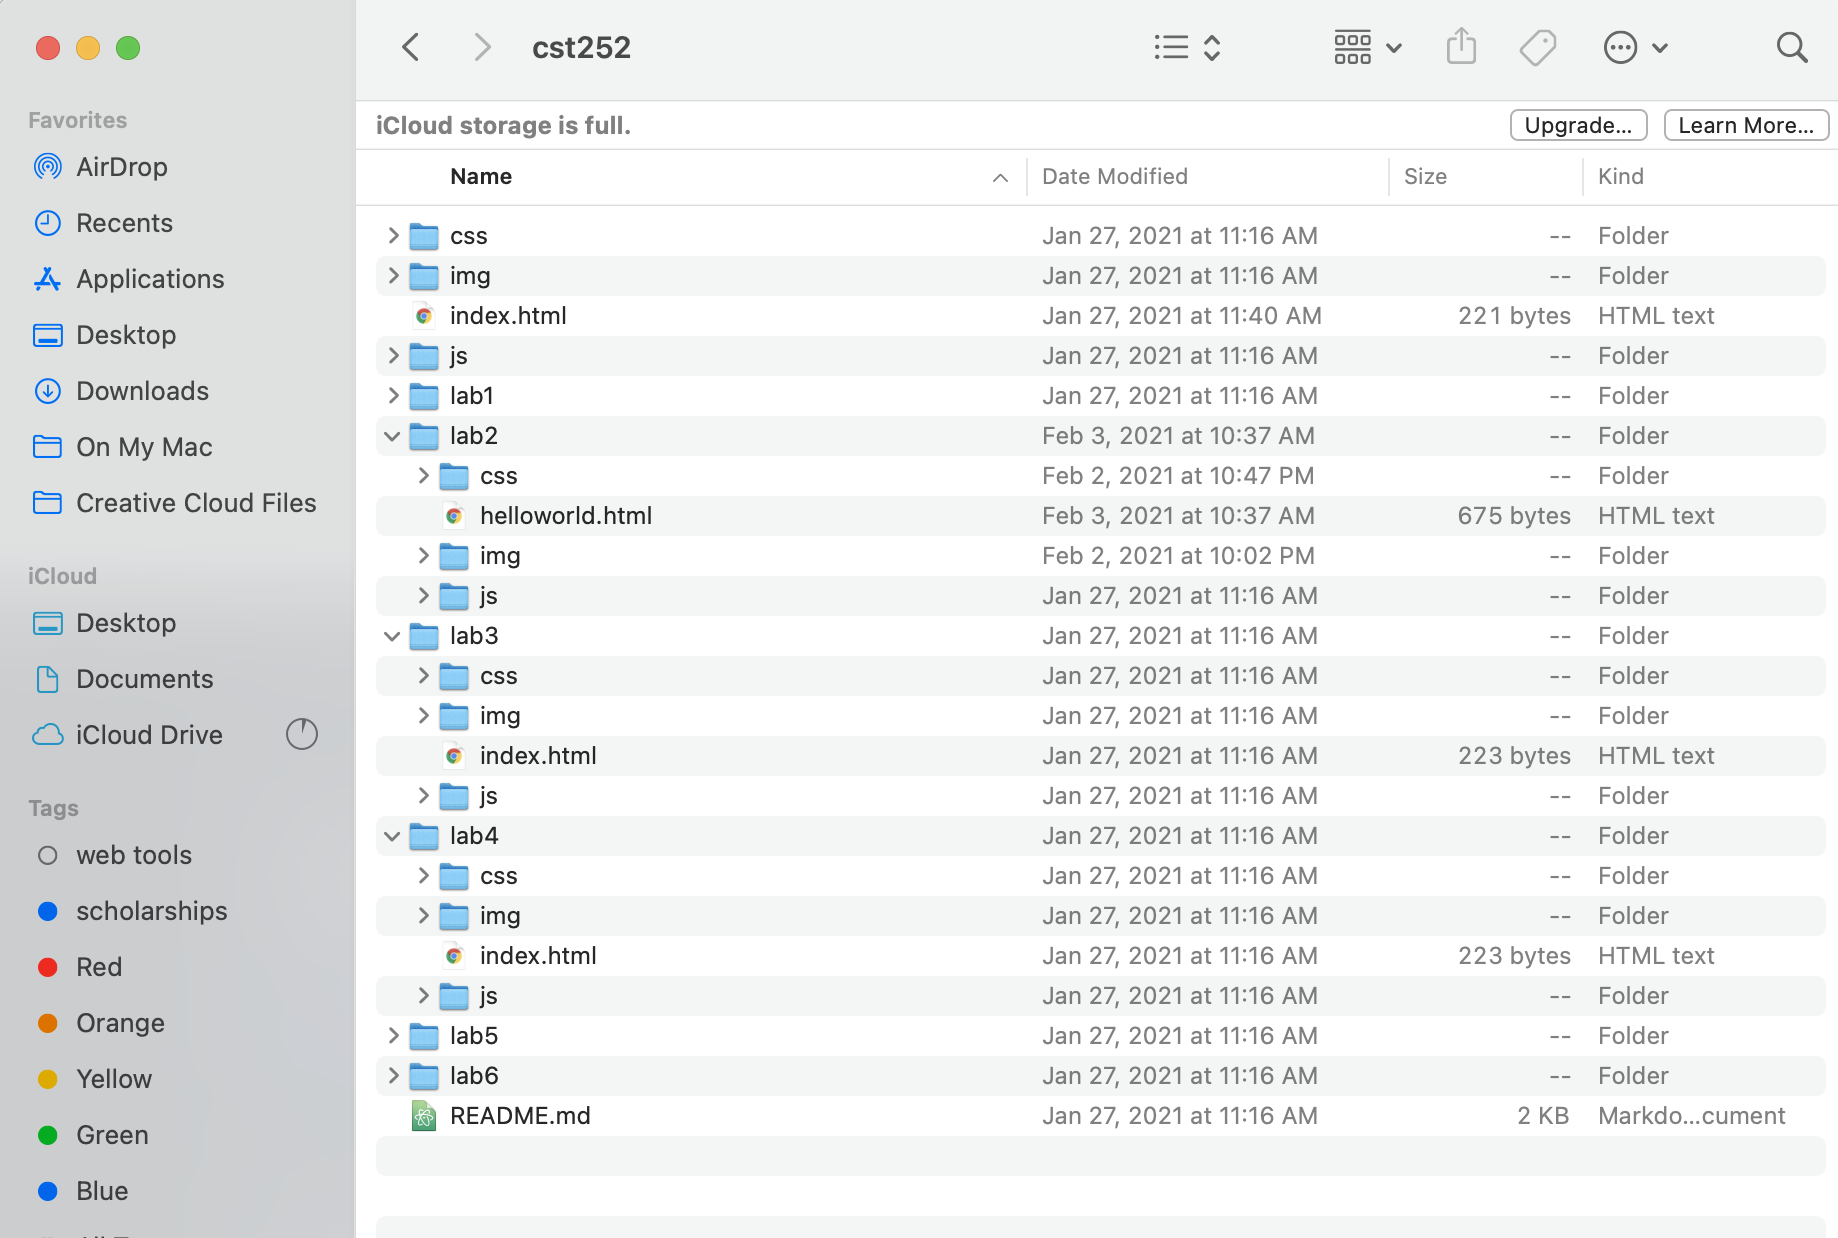 cst252
Favorites
AirDrop
Recents
Applications
Desktop
Downloads
On My Mac
Creative Cloud Files
iCloud
Desktop
Documents
iCloud Drive
Tags
web tools
scholarships
Red
Orange
Yellow
Green
Blue
iCloud storage is full. Upgrade... Learn More...
Name Date Modified Size Kind
css Jan 27, 2021 at 11:16 AM -- Folder
img Jan 27, 2021 at 11:16 AM -- Folder
index.html Jan 27, 2021 at 11:40 AM 221 bytes HTML text
js Jan 27, 2021 at 11:16 AM -- Folder
lab1 Jan 27, 2021 at 11:16 AM -- Folder
lab2 Feb 3, 2021 at 10:37 AM -- Folder
css Feb 2, 2021 at 10:47 PM -- Folder
helloworld.html Feb 3, 2021 at 10:37 AM 675 bytes HTML text
img Feb 2, 2021 at 10:02 PM -- Folder
js Jan 27, 2021 at 11:16 AM -- Folder
lab3 Jan 27, 2021 at 11:16 AM -- Folder
css Jan 27, 2021 at 11:16 AM -- Folder
img Jan 27, 2021 at 11:16 AM -- Folder
index.html Jan 27, 2021 at 11:16 AM 223 bytes HTML text
js Jan 27, 2021 at 11:16 AM -- Folder
lab4 Jan 27, 2021 at 11:16 AM -- Folder
css Jan 27, 2021 at 11:16 AM -- Folder
img Jan 27, 2021 at 11:16 AM -- Folder
index.html Jan 27, 2021 at 11:16 AM 223 bytes HTML text
js Jan 27, 2021 at 11:16 AM -- Folder
lab5 Jan 27, 2021 at 11:16 AM -- Folder
lab6 Jan 27, 2021 at 11:16 AM -- Folder
README.md Jan 27, 2021 at 11:16 AM 2 KB Markdo...cument